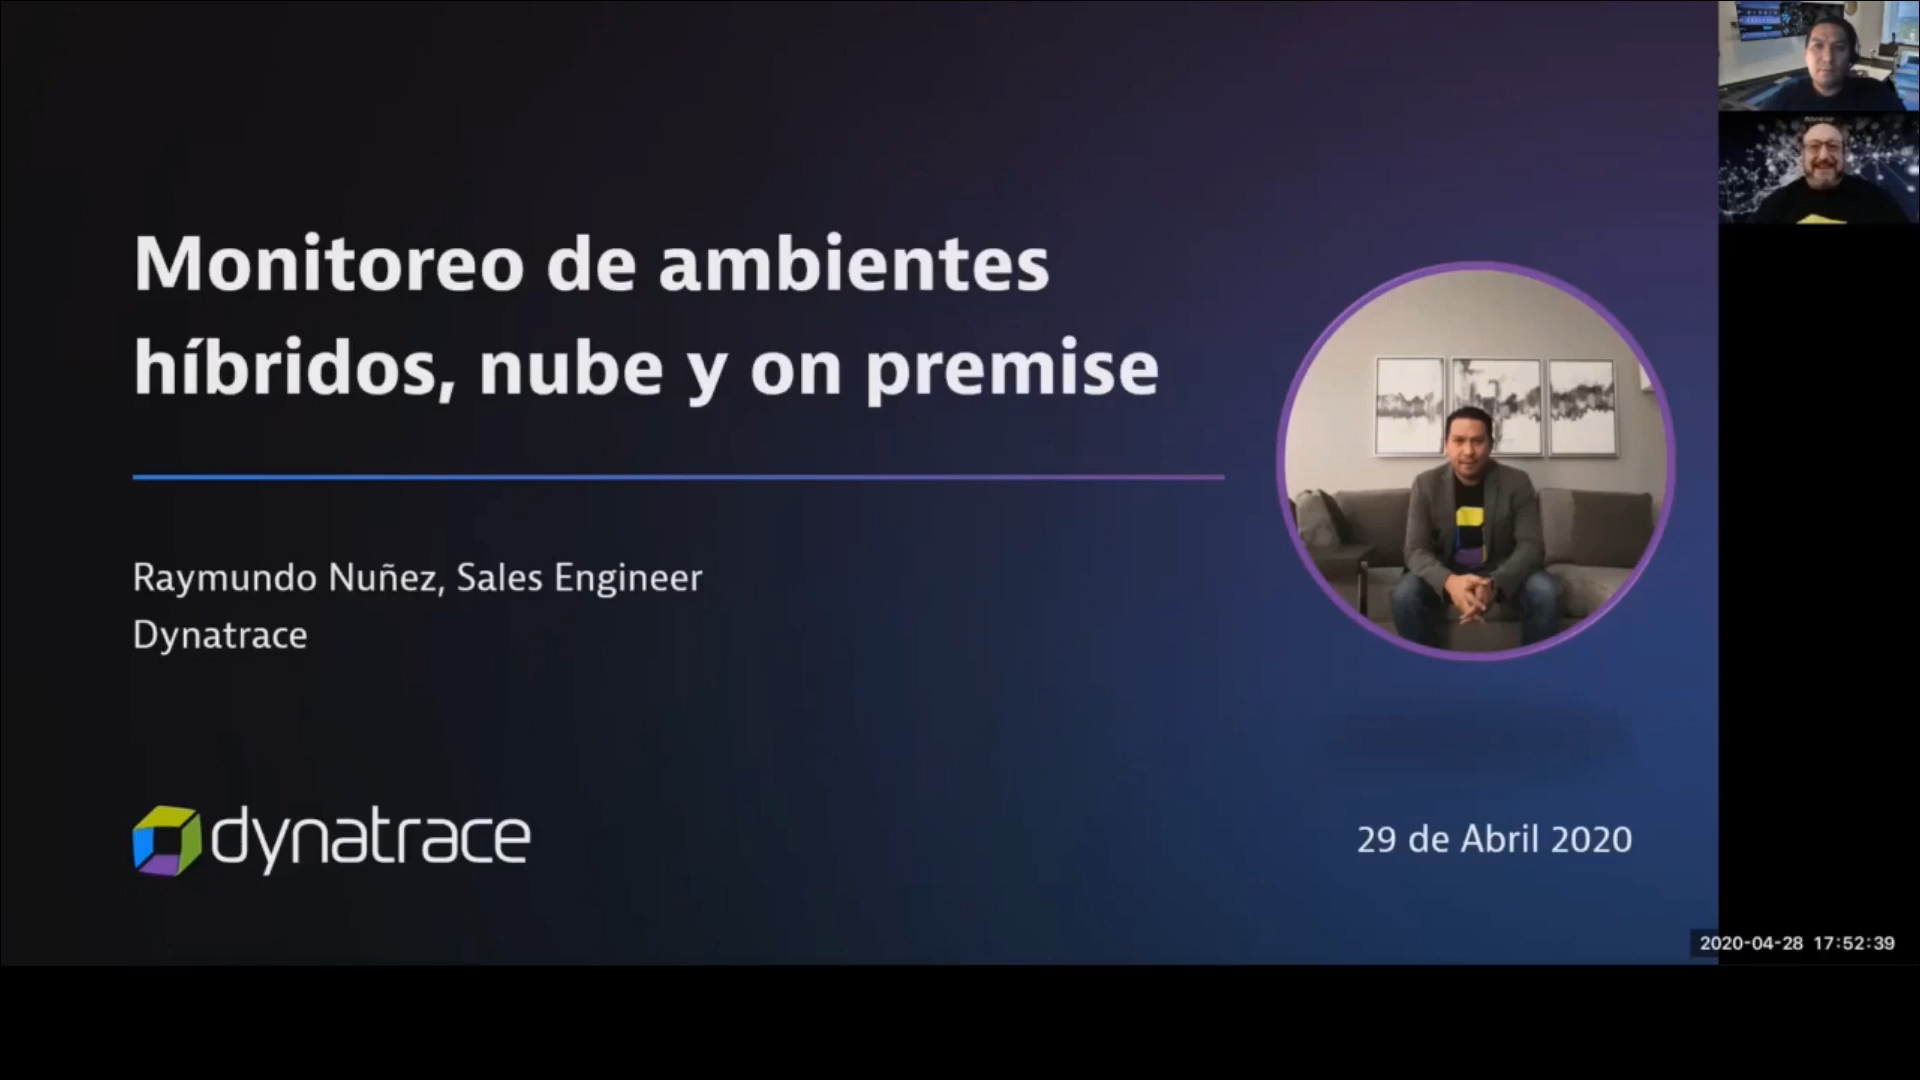 Monitoreo de ambientes
híbridos, nube y on premise
Raymundo Nuñez, Sales Engineer
Dynatrace
dynatrace
29 de Abril 2020
2020-04-28 17:52:39